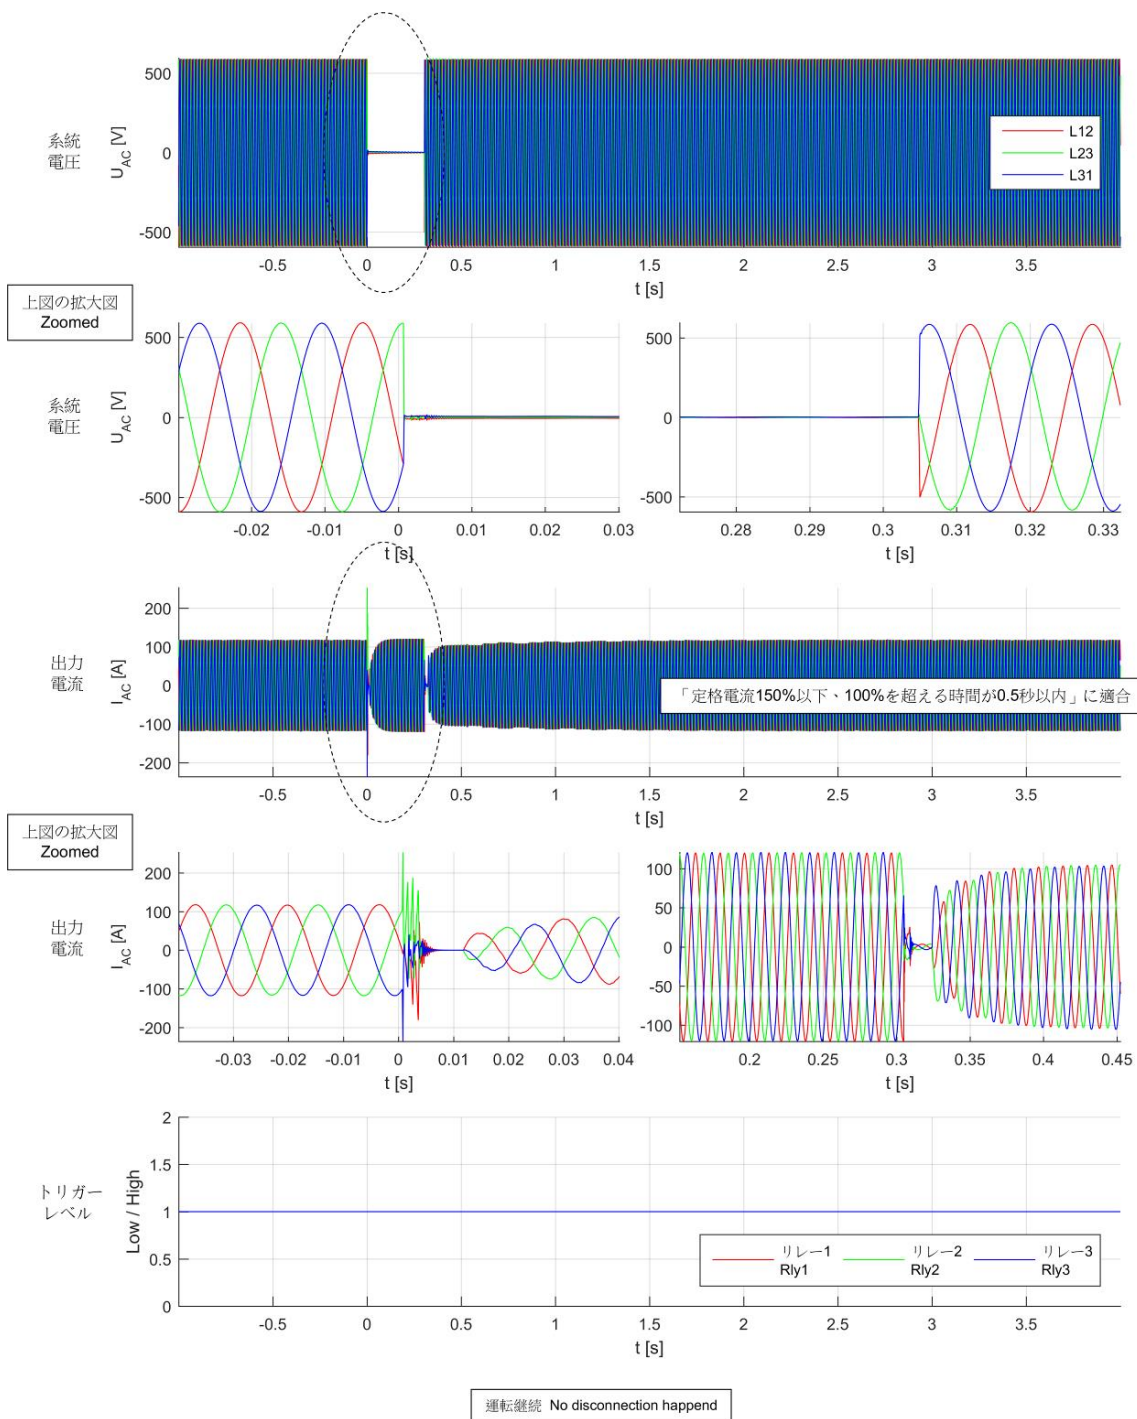 500
0
-500
系統
電圧
U_AC [V]
L12
L23
L31
-0.5 0 0.5 1 1.5 2 2.5 3 3.5
t [s]
上図の拡大図
Zoomed
系統
電圧
U_AC [V]
500
0
-500
-0.02 -0.01 0 0.01 0.02 0.03
t [s]
500
0
-500
0.28 0.29 0.3 0.31 0.32 0.33
t [s]
出力
電流
I_AC [A]
200
100
0
-100
-200
「定格電流150%以下、100%を超える時間が0.5秒以内」に適合
-0.5 0 0.5 1 1.5 2 2.5 3 3.5
t [s]
上図の拡大図
Zoomed
出力
電流
I_AC [A]
200
100
0
-100
-200
-0.03 -0.02 -0.01 0 0.01 0.02 0.03 0.04
t [s]
100
50
0
-50
-100
0.2 0.25 0.3 0.35 0.4 0.45
t [s]
トリガー
レベル
Low / High
2
1.5
1
0.5
0
リレー1
Rly1
リレー2
Rly2
リレー3
Rly3
-0.5 0 0.5 1 1.5 2 2.5 3 3.5
t [s]
運転継続 No disconnection happend